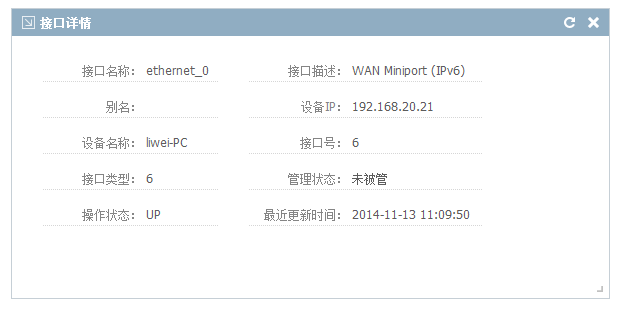 接口详情
接口名称: ethernet_0 接口描述: WAN Miniport (IPv6)
别名: 设备IP: 192.168.20.21
设备名称: liwei-PC 接口号: 6
接口类型: 6 管理状态: 未被管
操作状态: UP 最近更新时间: 2014-11-13 11:09:50